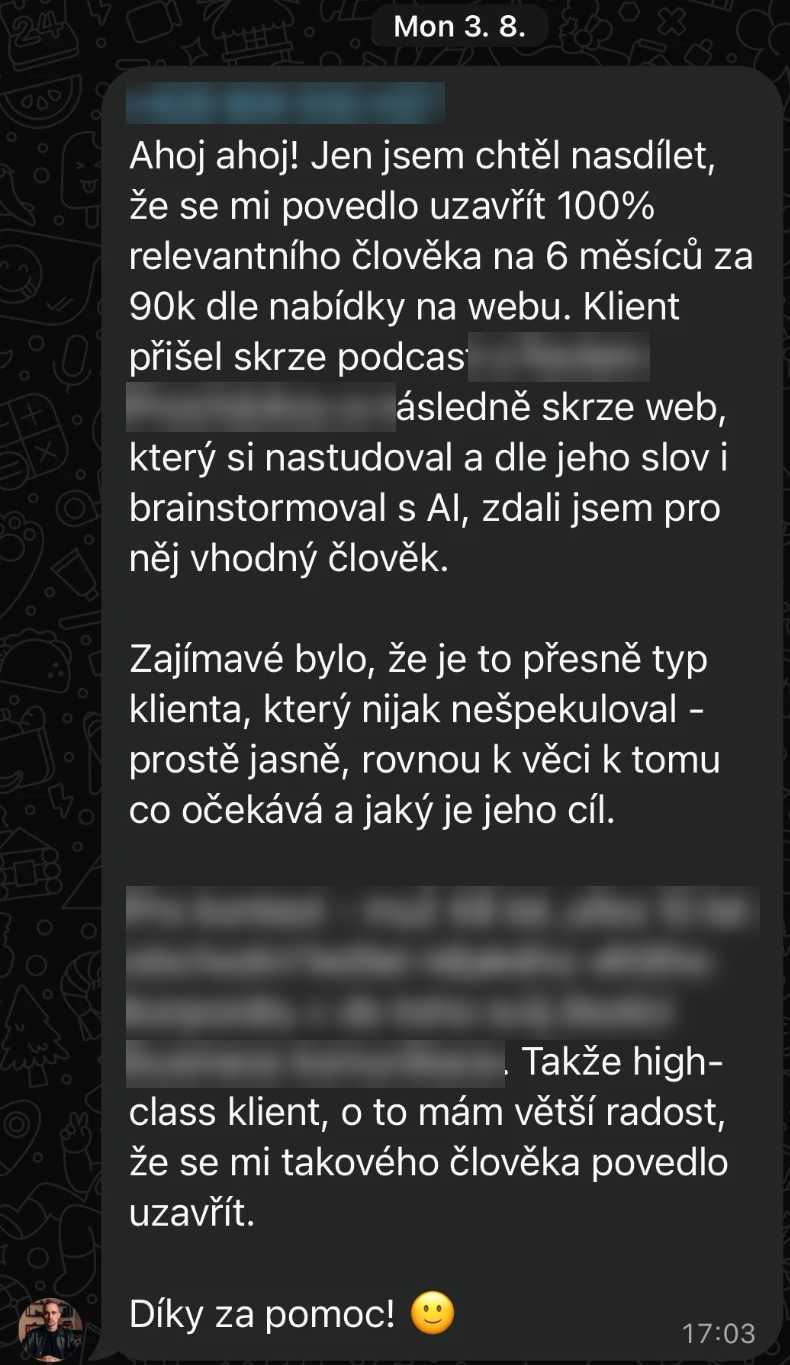 Mon 3. 8.
Ahoj ahoj! Jen jsem chtěl nasdílet,
že se mi povedlo uzavřít 100%
relevantního člověka na 6 měsíců za
90k dle nabídky na webu. Klient
přišel skrze podcast
ásledně skrze web,
který si nastudoval a dle jeho slov i
brainstormoval s AI, zdali jsem pro
něj vhodný člověk.
Zajímavé bylo, že je to přesně typ
klienta, který nijak nešpekuloval -
prostě jasně, rovnou k věci k tomu
co očekává a jaký je jeho cíl.
. Takže high-
class klient, o to mám větší radost,
že se mi takového člověka povedlo
uzavřít.
Díky za pomoc! 🙂
17:03